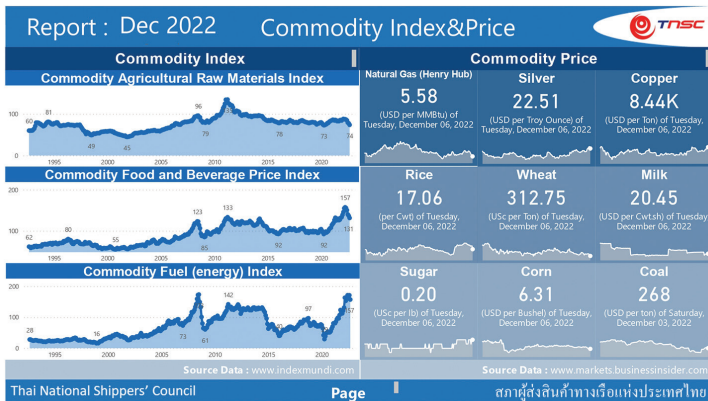 Report : Dec 2022 Commodity Index&Price
TNSC
Commodity Index
Commodity Agricultural Raw Materials Index
100
0
60
81
49
45
96
79
78
73
74
1995
2000
2005
2010
2015
2020
Commodity Food and Beverage Price Index
200
100
62
80
55
123
85
133
92
92
157
131
1995
2000
2005
2010
2015
2020
Commodity Fuel (energy) Index
200
100
0
28
16
73
61
142
97
157
1995
2000
2005
2010
2015
2020
Source Data : www.indexmundi.com
Commodity Price
Natural Gas (Henry Hub)
5.58
(USD per MMBtu) of
Tuesday, December 06, 2022
Silver
22.51
(USD per Troy Ounce) of
Tuesday, December 06, 2022
Copper
8.44K
(USD per Ton) of Tuesday,
December 06, 2022
Rice
17.06
(per Cwt) of Tuesday,
December 06, 2022
Wheat
312.75
(USc per Ton) of Tuesday,
December 06, 2022
Milk
20.45
(USD per Cwt.sh) of Tuesday,
December 06, 2022
Sugar
0.20
(USc per lb) of Tuesday,
December 06, 2022
Corn
6.31
(USD per Bushel) of Tuesday,
December 06, 2022
Coal
268
(USD per ton) of Saturday,
December 03, 2022
Source Data : www.markets.businessinsider.com
Thai National Shippers' Council
Page
สภาผู้ส่งสินค้าทางเรือแห่งประเทศไทย